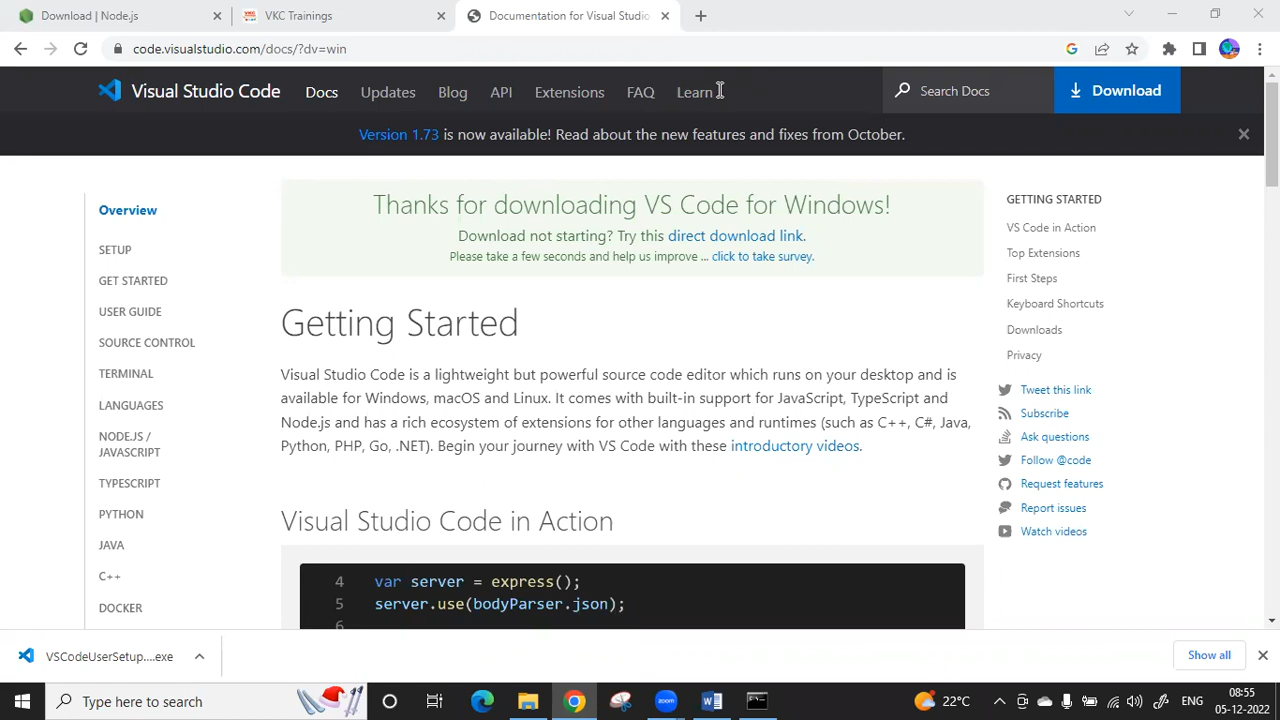 Download | Node.js
VKC Trainings
Documentation for Visual Studio
code.visualstudio.com/docs/?dv=win
Visual Studio Code
Docs
Updates
Blog
API
Extensions
FAQ
Learn
Search Docs
Download
Version 1.73 is now available! Read about the new features and fixes from October.
Overview
SETUP
GET STARTED
USER GUIDE
SOURCE CONTROL
TERMINAL
LANGUAGES
NODE.JS /
JAVASCRIPT
TYPESCRIPT
PYTHON
JAVA
C++
DOCKER
Thanks for downloading VS Code for Windows!
Download not starting? Try this direct download link.
Please take a few seconds and help us improve ... click to take survey.
Getting Started
Visual Studio Code is a lightweight but powerful source code editor which runs on your desktop and is
available for Windows, macOS and Linux. It comes with built-in support for JavaScript, TypeScript and
Node.js and has a rich ecosystem of extensions for other languages and runtimes (such as C++, C#, Java,
Python, PHP, Go, .NET). Begin your journey with VS Code with these introductory videos.
Visual Studio Code in Action
4 var server = express();
5 server.use(bodyParser.json);
6
GETTING STARTED
VS Code in Action
Top Extensions
First Steps
Keyboard Shortcuts
Downloads
Privacy
Tweet this link
Subscribe
Ask questions
Follow @code
Request features
Report issues
Watch videos
VSCodeUserSetup....exe
Show all
Type here to search
zoom
22°C
ENG
08:55
05-12-2022